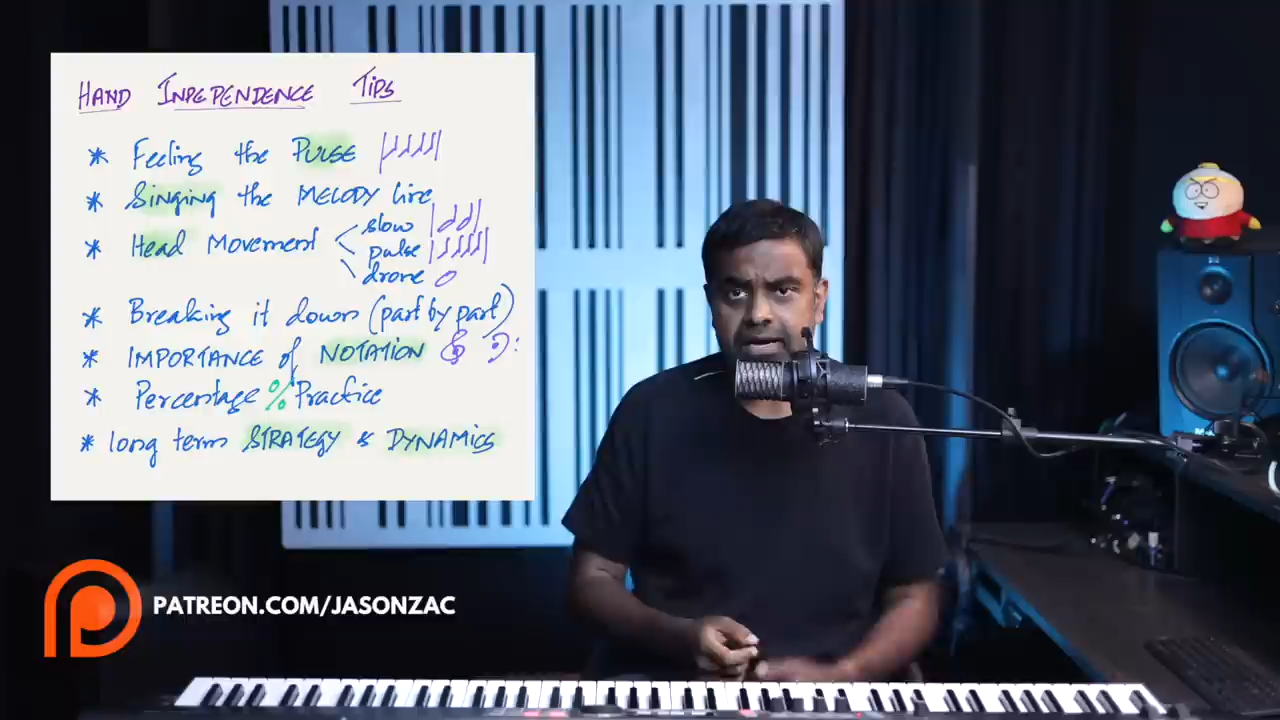 HAND INPEPENDENCE TIPS
* Feeling the PULSE
* Singing the MELODY line
* Head Movement
slow
pulse
drone
* Breaking it down (part by part)
* IMPORTANCE of NOTATION
* Percentage % Practice
* long term STRATEGY & DYNAMICS
PATREON.COM/JASONZAC